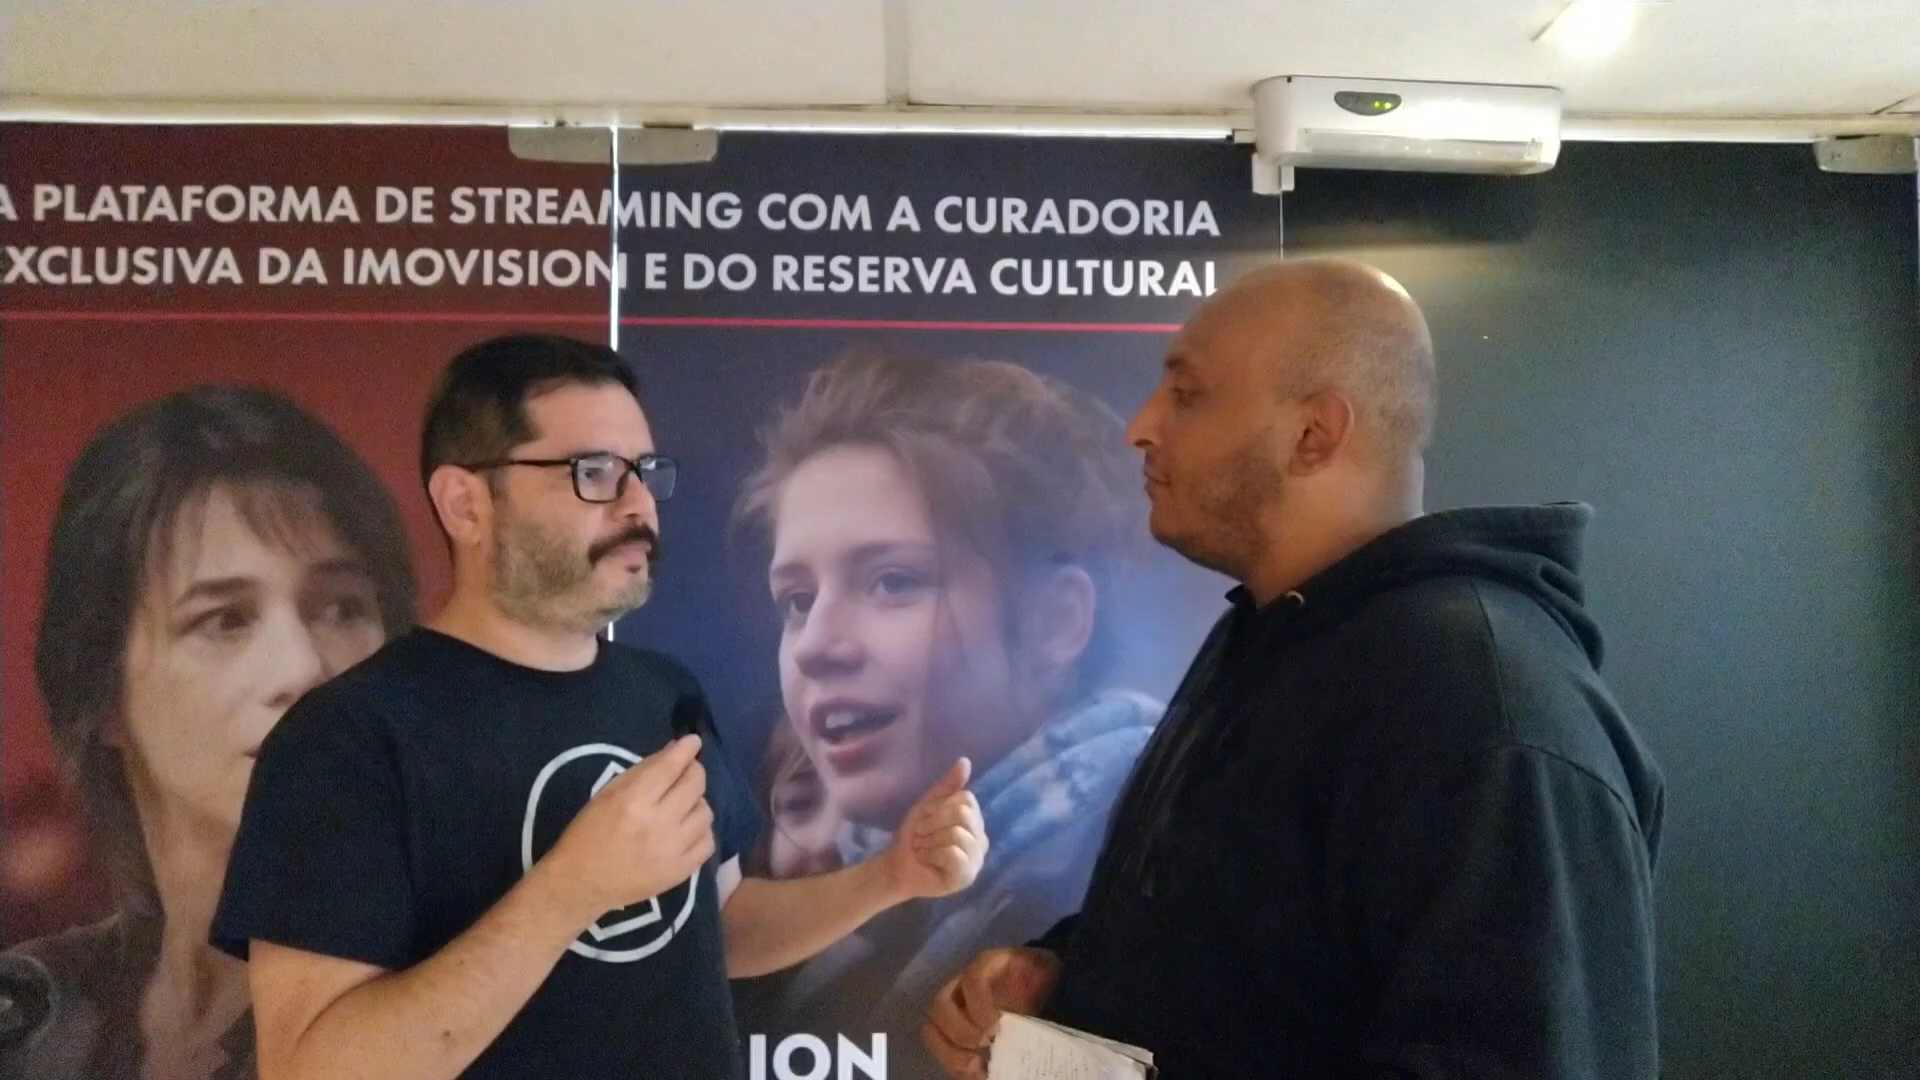 A PLATAFORMA DE STREAMING COM A CURADORIA
XCLUSIVA DA IMOVISION E DO RESERVA CULTURAL
ION